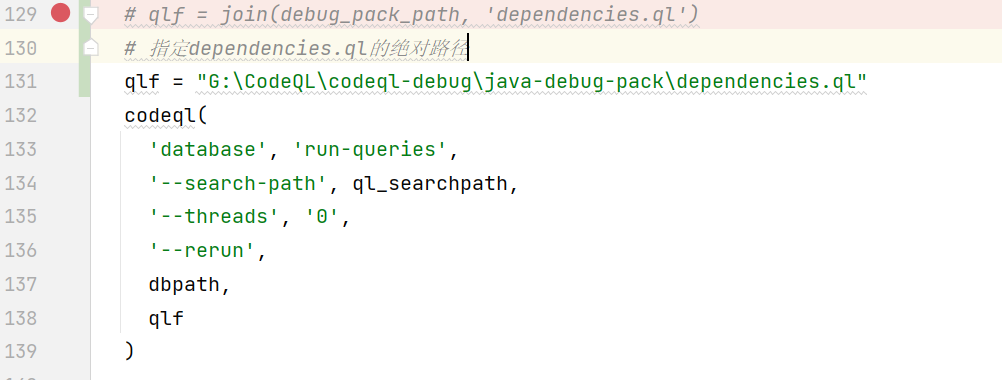 129 # qlf = join(debug_pack_path, 'dependencies.ql')
130 # 指定dependencies.ql的绝对路径
131 qlf = "G:\CodeQL\codeql-debug\java-debug-pack\dependencies.ql"
132 codeql(
133 'database', 'run-queries',
134 '--search-path', ql_searchpath,
135 '--threads', '0',
136 '--rerun',
137 dbpath,
138 qlf
139 )